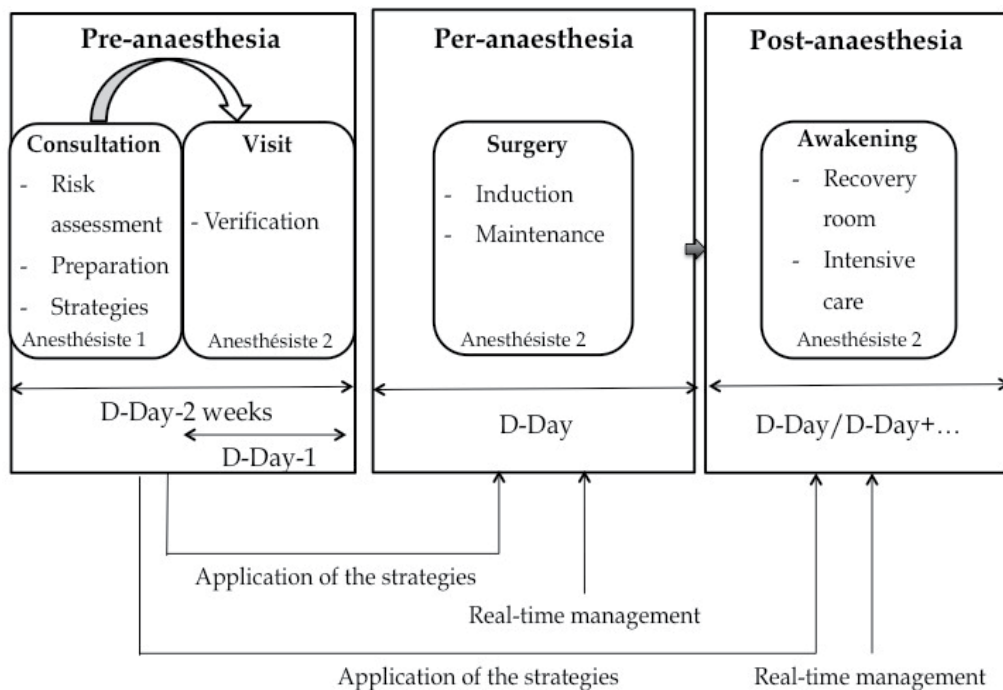 Pre-anaesthesia
Consultation
- Risk
assessment
- Preparation
- Strategies
Anesthésiste 1
Visit
- Verification
Anesthésiste 2
D-Day-2 weeks
D-Day-1
Per-anaesthesia
Surgery
- Induction
- Maintenance
Anesthésiste 2
D-Day
Post-anaesthesia
Awakening
- Recovery
room
- Intensive
care
Anesthésiste 2
D-Day/D-Day+...
Application of the strategies
Real-time management
Application of the strategies
Real-time management